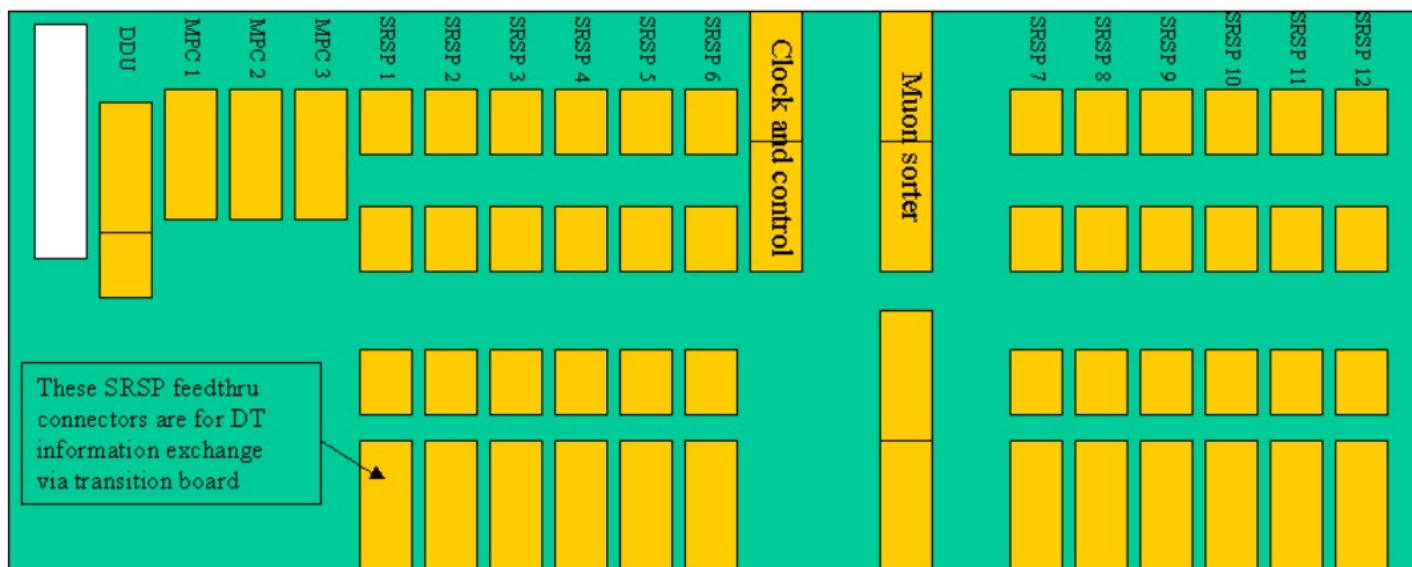 DDU
MPC 1
MPC 2
MPC 3
SRSP 1
SRSP 2
SRSP 3
SRSP 4
SRSP 5
SRSP 6
Clock and control
Muon sorter
SRSP 7
SRSP 8
SRSP 9
SRSP 10
SRSP 11
SRSP 12
These SRSP feedthru
connectors are for DT
information exchange
via transition board